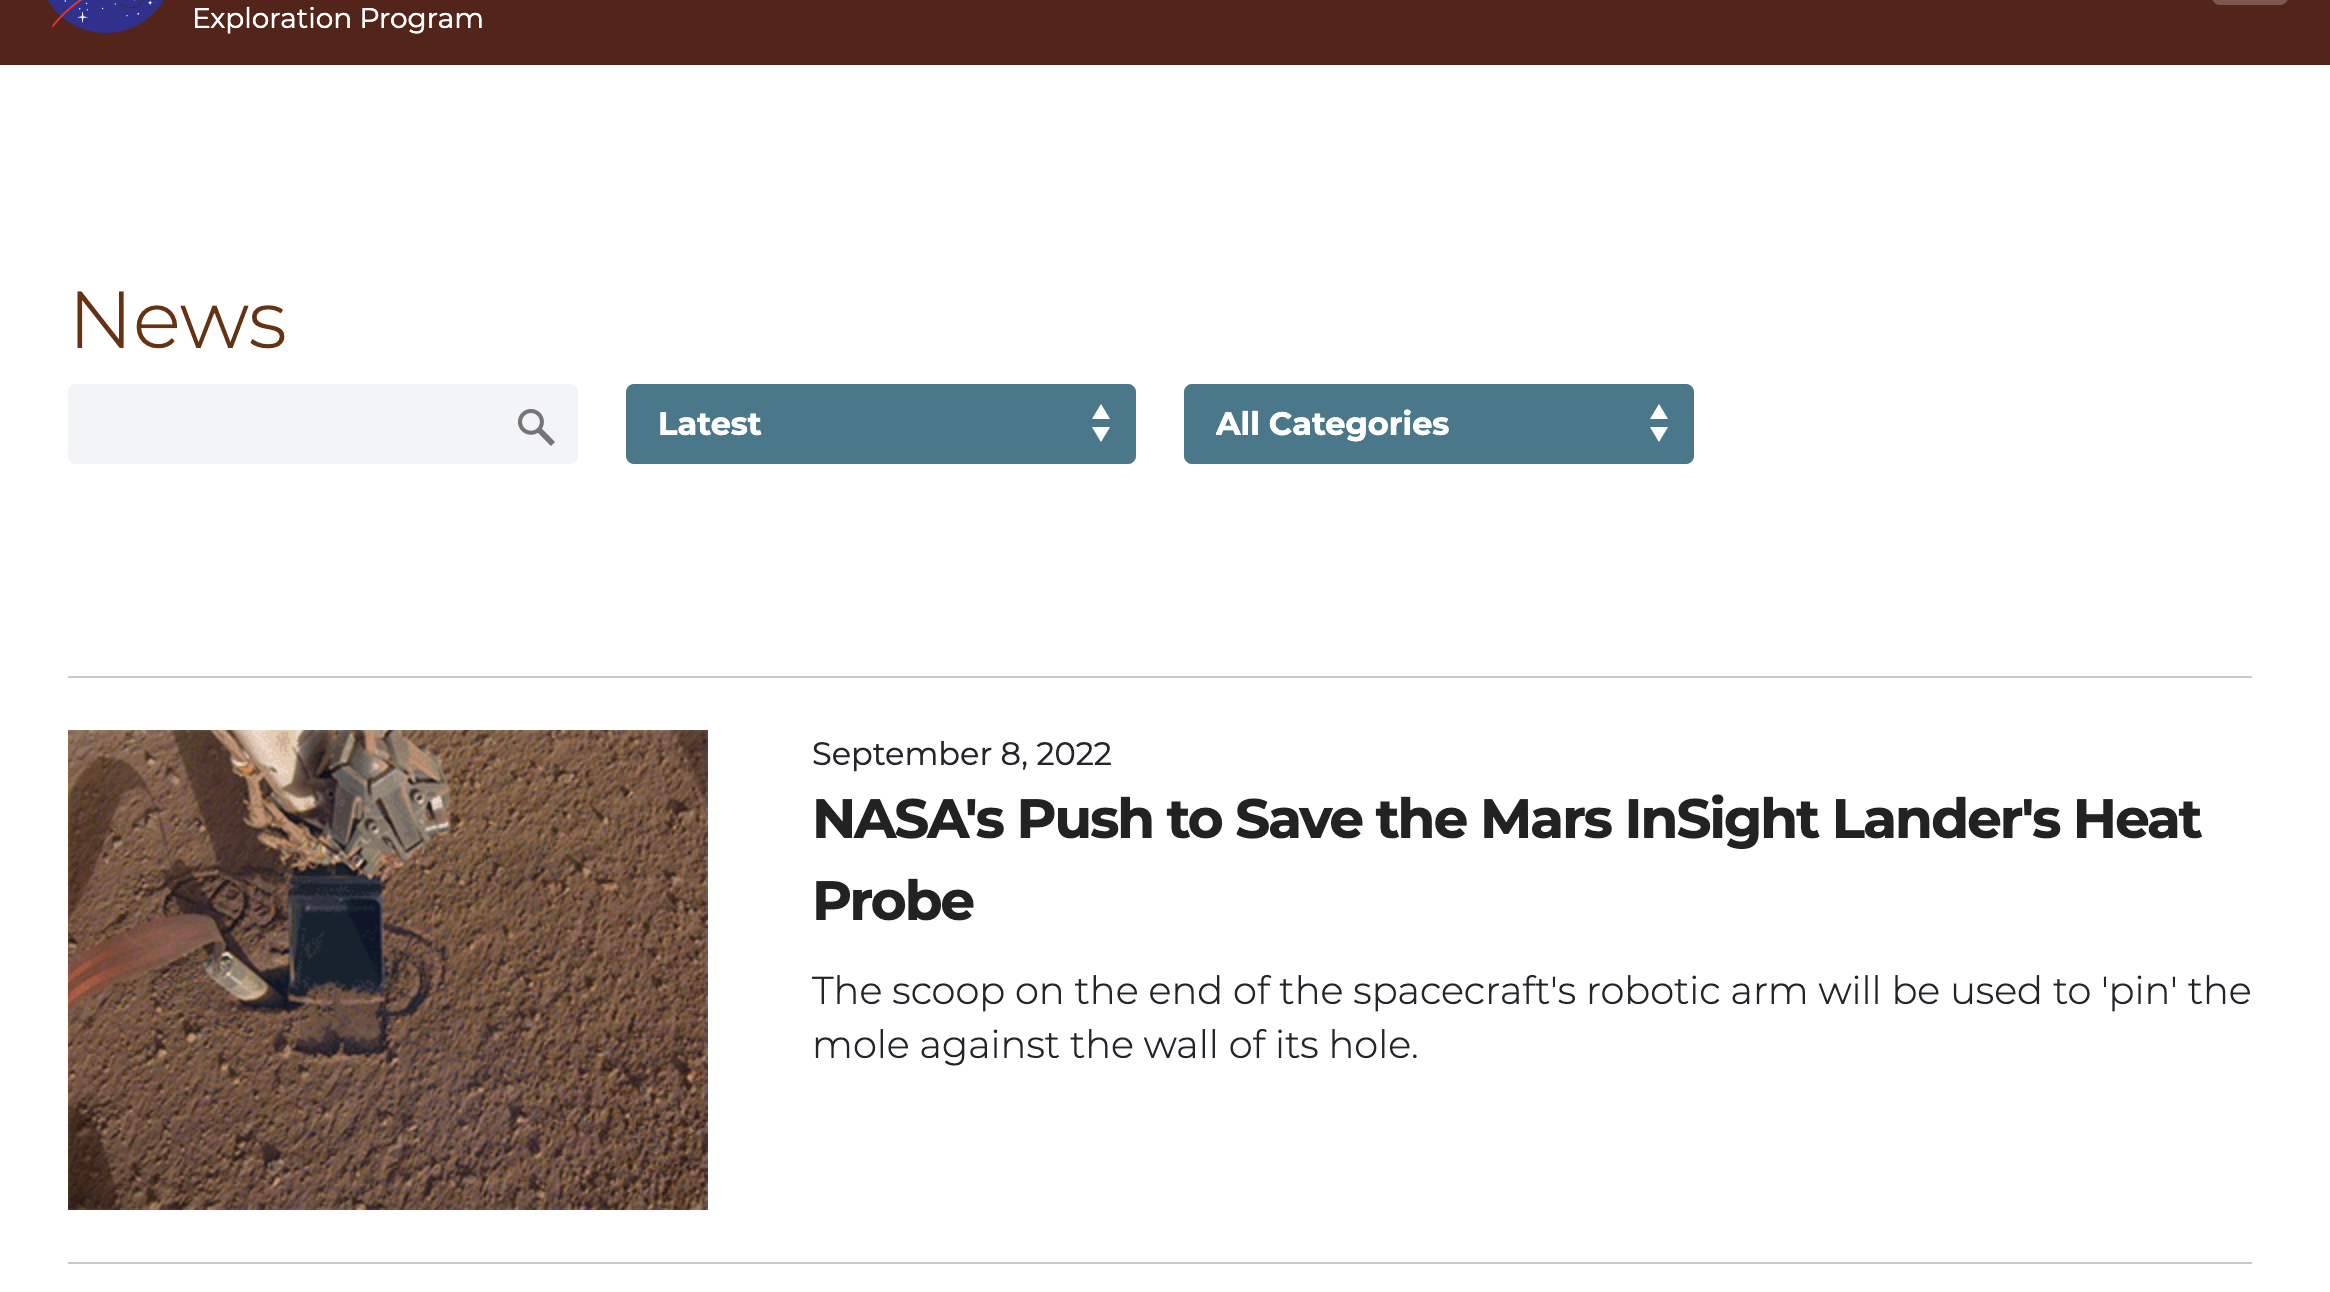 Exploration Program
News
Latest
All Categories
September 8, 2022
NASA's Push to Save the Mars InSight Lander's Heat
Probe
The scoop on the end of the spacecraft's robotic arm will be used to 'pin' the
mole against the wall of its hole.